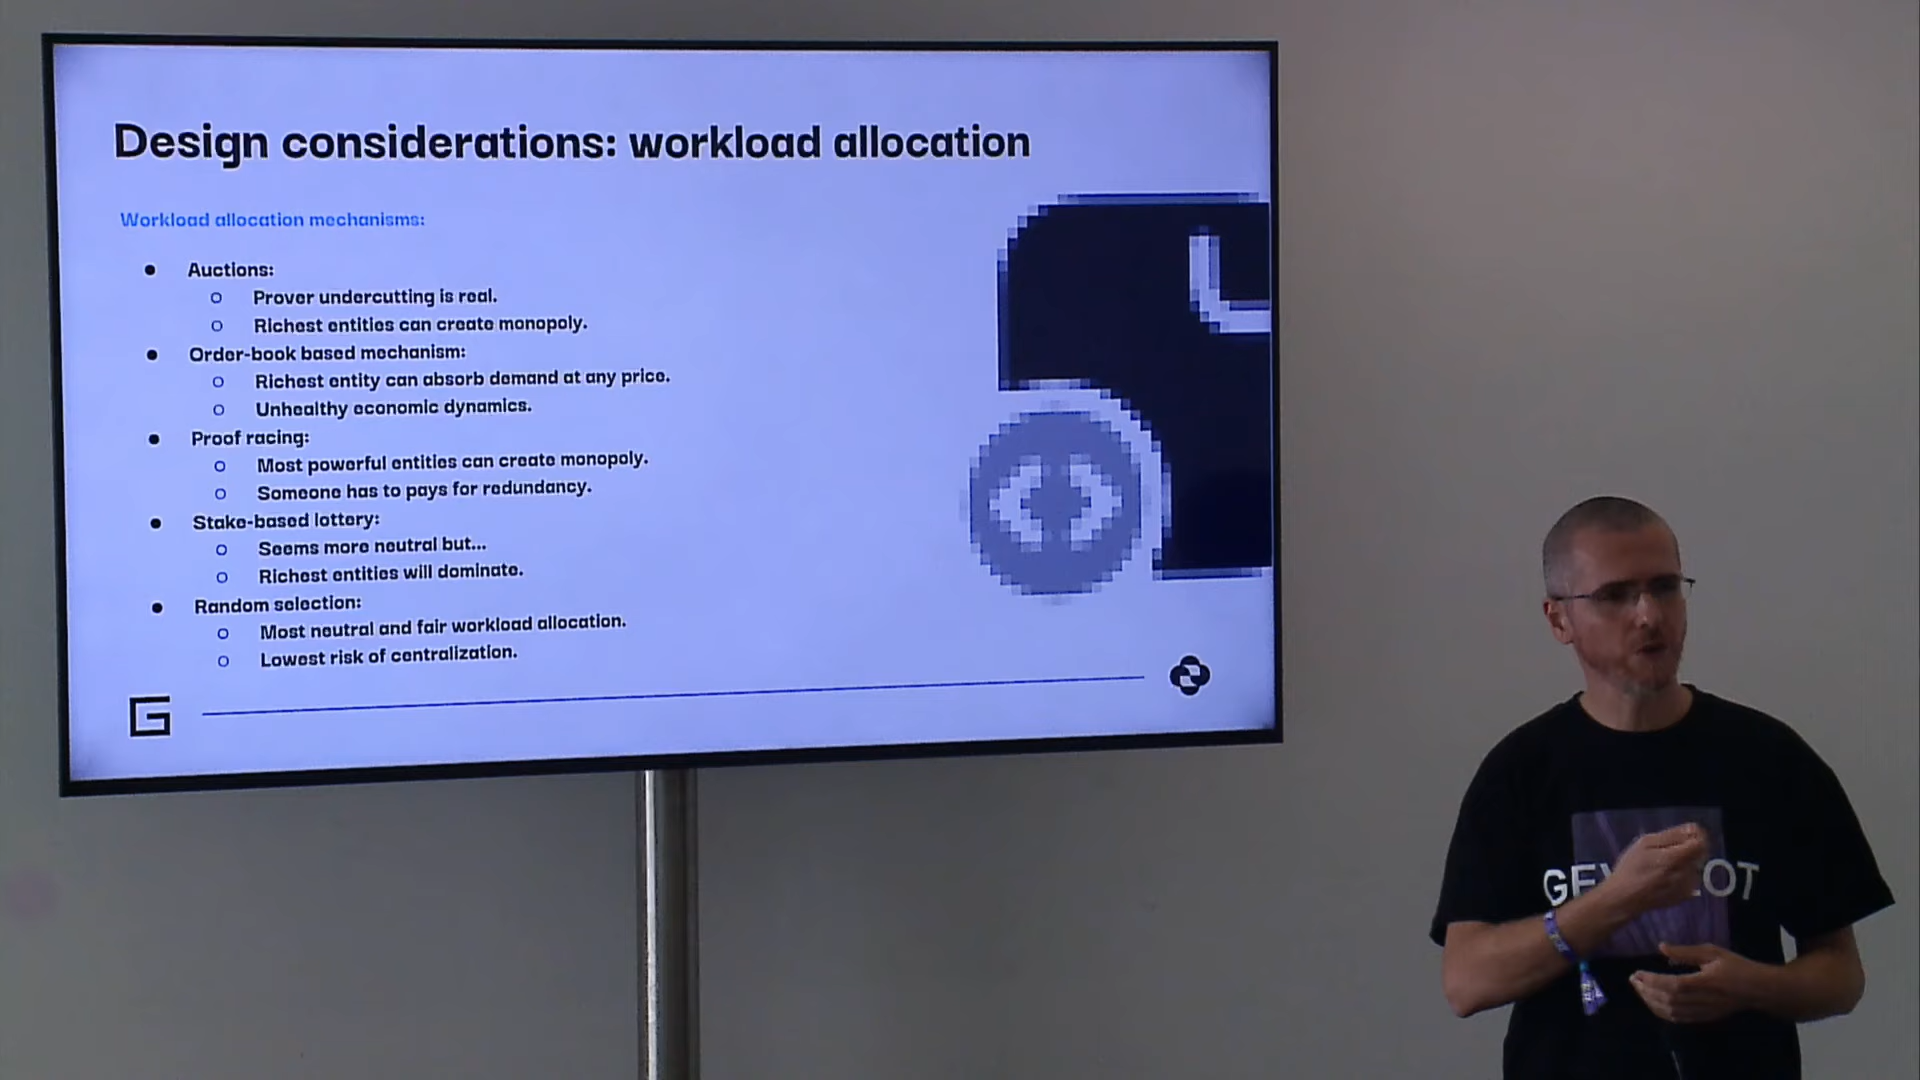 Design considerations: workload allocation
Workload allocation mechanisms:
● Auctions:
o Prover undercutting is real.
o Richest entities can create monopoly.
● Order-book based mechanism:
o Richest entity can absorb demand at any price.
o Unhealthy economic dynamics.
● Proof racing:
o Most powerful entities can create monopoly.
o Someone has to pays for redundancy.
● Stake-based lottery:
o Seems more neutral but...
o Richest entities will dominate.
● Random selection:
o Most neutral and fair workload allocation.
o Lowest risk of centralization.
G